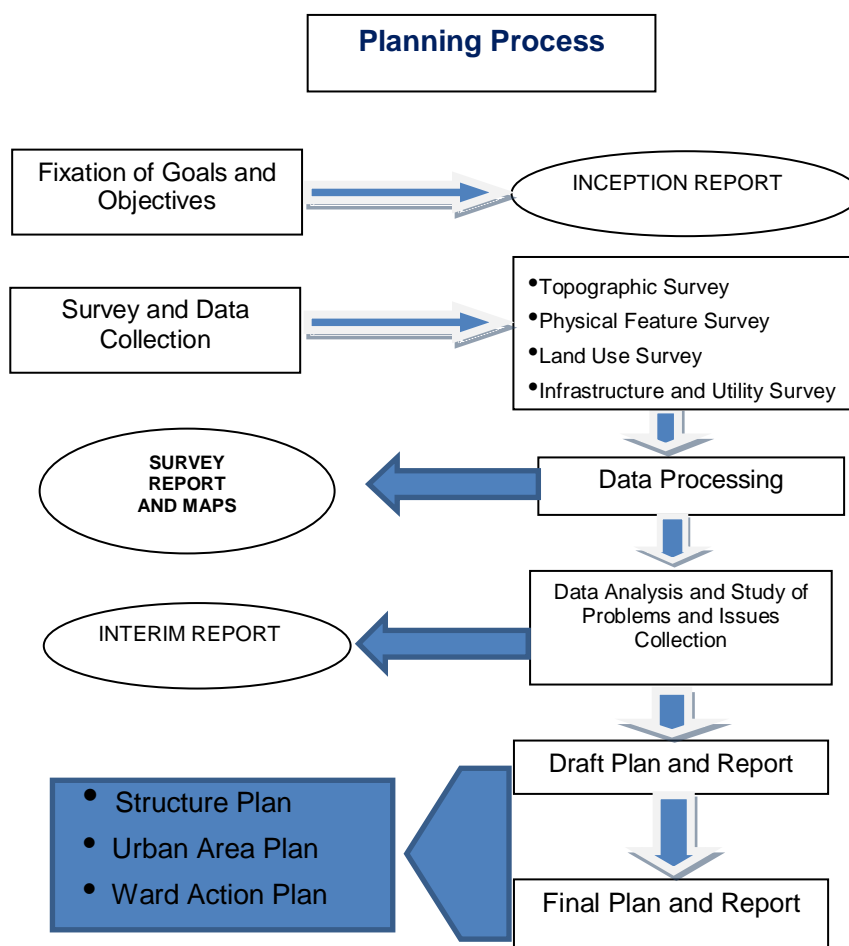 Planning Process
Fixation of Goals and
Objectives
INCEPTION REPORT
Survey and Data
Collection
•Topographic Survey
•Physical Feature Survey
•Land Use Survey
•Infrastructure and Utility Survey
SURVEY
REPORT
AND MAPS
Data Processing
Data Analysis and Study of
Problems and Issues
Collection
INTERIM REPORT
Draft Plan and Report
• Structure Plan
• Urban Area Plan
• Ward Action Plan
Final Plan and Report